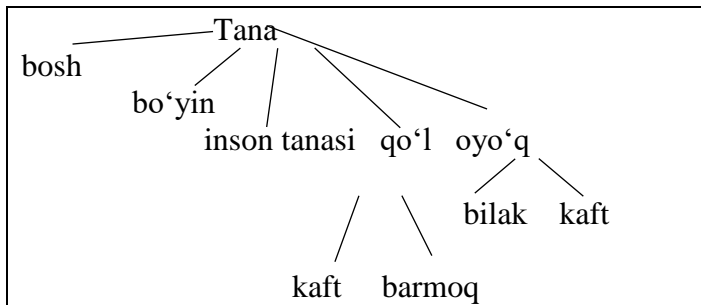 Tana
bosh
bo‘yin
inson tanasi qo‘l oyo‘q
bilak kaft
kaft barmoq